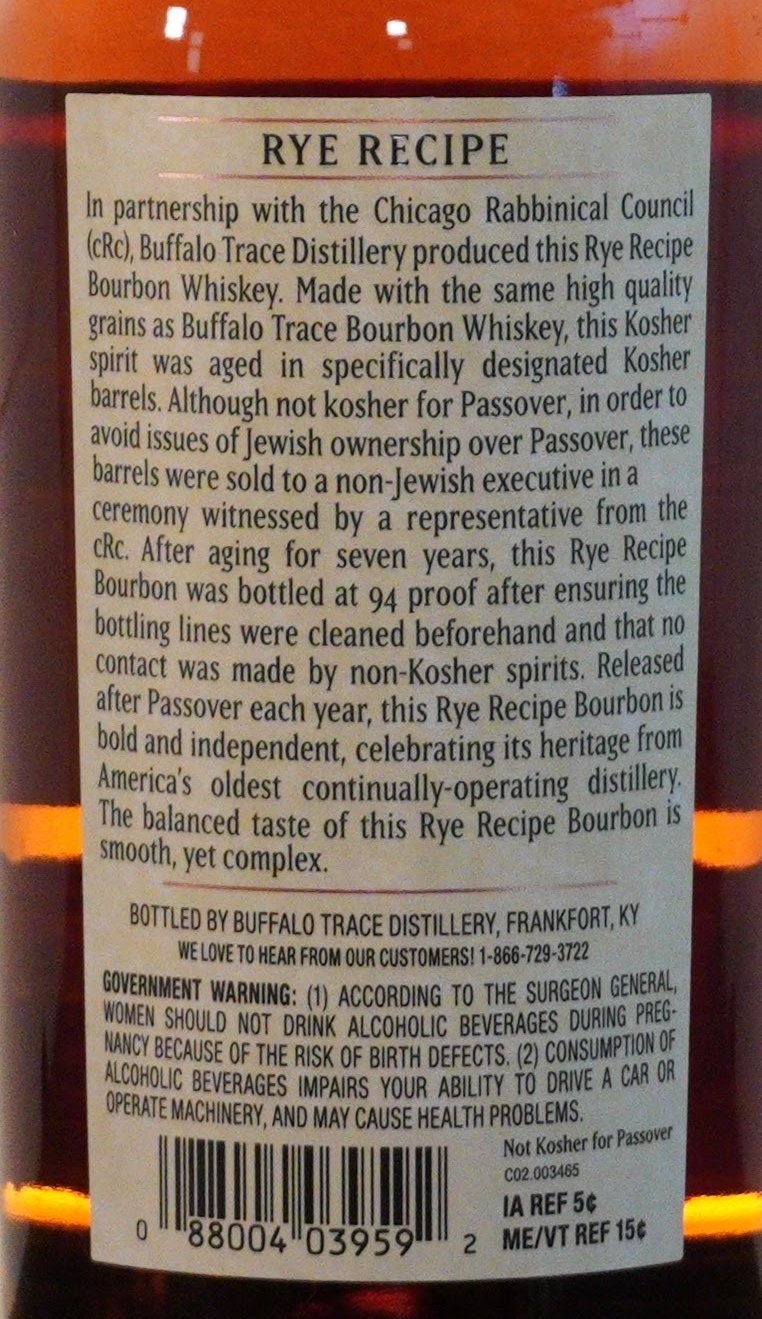 RYE RECIPE
In partnership with the Chicago Rabbinical Council
(cRc), Buffalo Trace Distillery produced this Rye Recipe
Bourbon Whiskey. Made with the same high quality
grains as Buffalo Trace Bourbon Whiskey, this Kosher
spirit was aged in specifically designated Kosher
barrels. Although not kosher for Passover, in order to
avoid issues of Jewish ownership over Passover, these
barrels were sold to a non-Jewish executive in a
ceremony witnessed by a representative from the
cRc. After aging for seven years, this Rye Recipe
Bourbon was bottled at 94 proof after ensuring the
bottling lines were cleaned beforehand and that no
contact was made by non-Kosher spirits. Released
after Passover each year, this Rye Recipe Bourbon is
bold and independent, celebrating its heritage from
America's oldest continually-operating distillery.
The balanced taste of this Rye Recipe Bourbon is
smooth, yet complex.
BOTTLED BY BUFFALO TRACE DISTILLERY, FRANKFORT, KY
WE LOVE TO HEAR FROM OUR CUSTOMERS! 1-866-729-3722
GOVERNMENT WARNING: (1) ACCORDING TO THE SURGEON GENERAL,
WOMEN SHOULD NOT DRINK ALCOHOLIC BEVERAGES DURING PREG-
NANCY BECAUSE OF THE RISK OF BIRTH DEFECTS. (2) CONSUMPTION OF
ALCOHOLIC BEVERAGES IMPAIRS YOUR ABILITY TO DRIVE A CAR OR
OPERATE MACHINERY, AND MAY CAUSE HEALTH PROBLEMS.
Not Kosher for Passover
C02.003465
IA REF 5¢
ME/VT REF 15¢
0 88004 03959 2